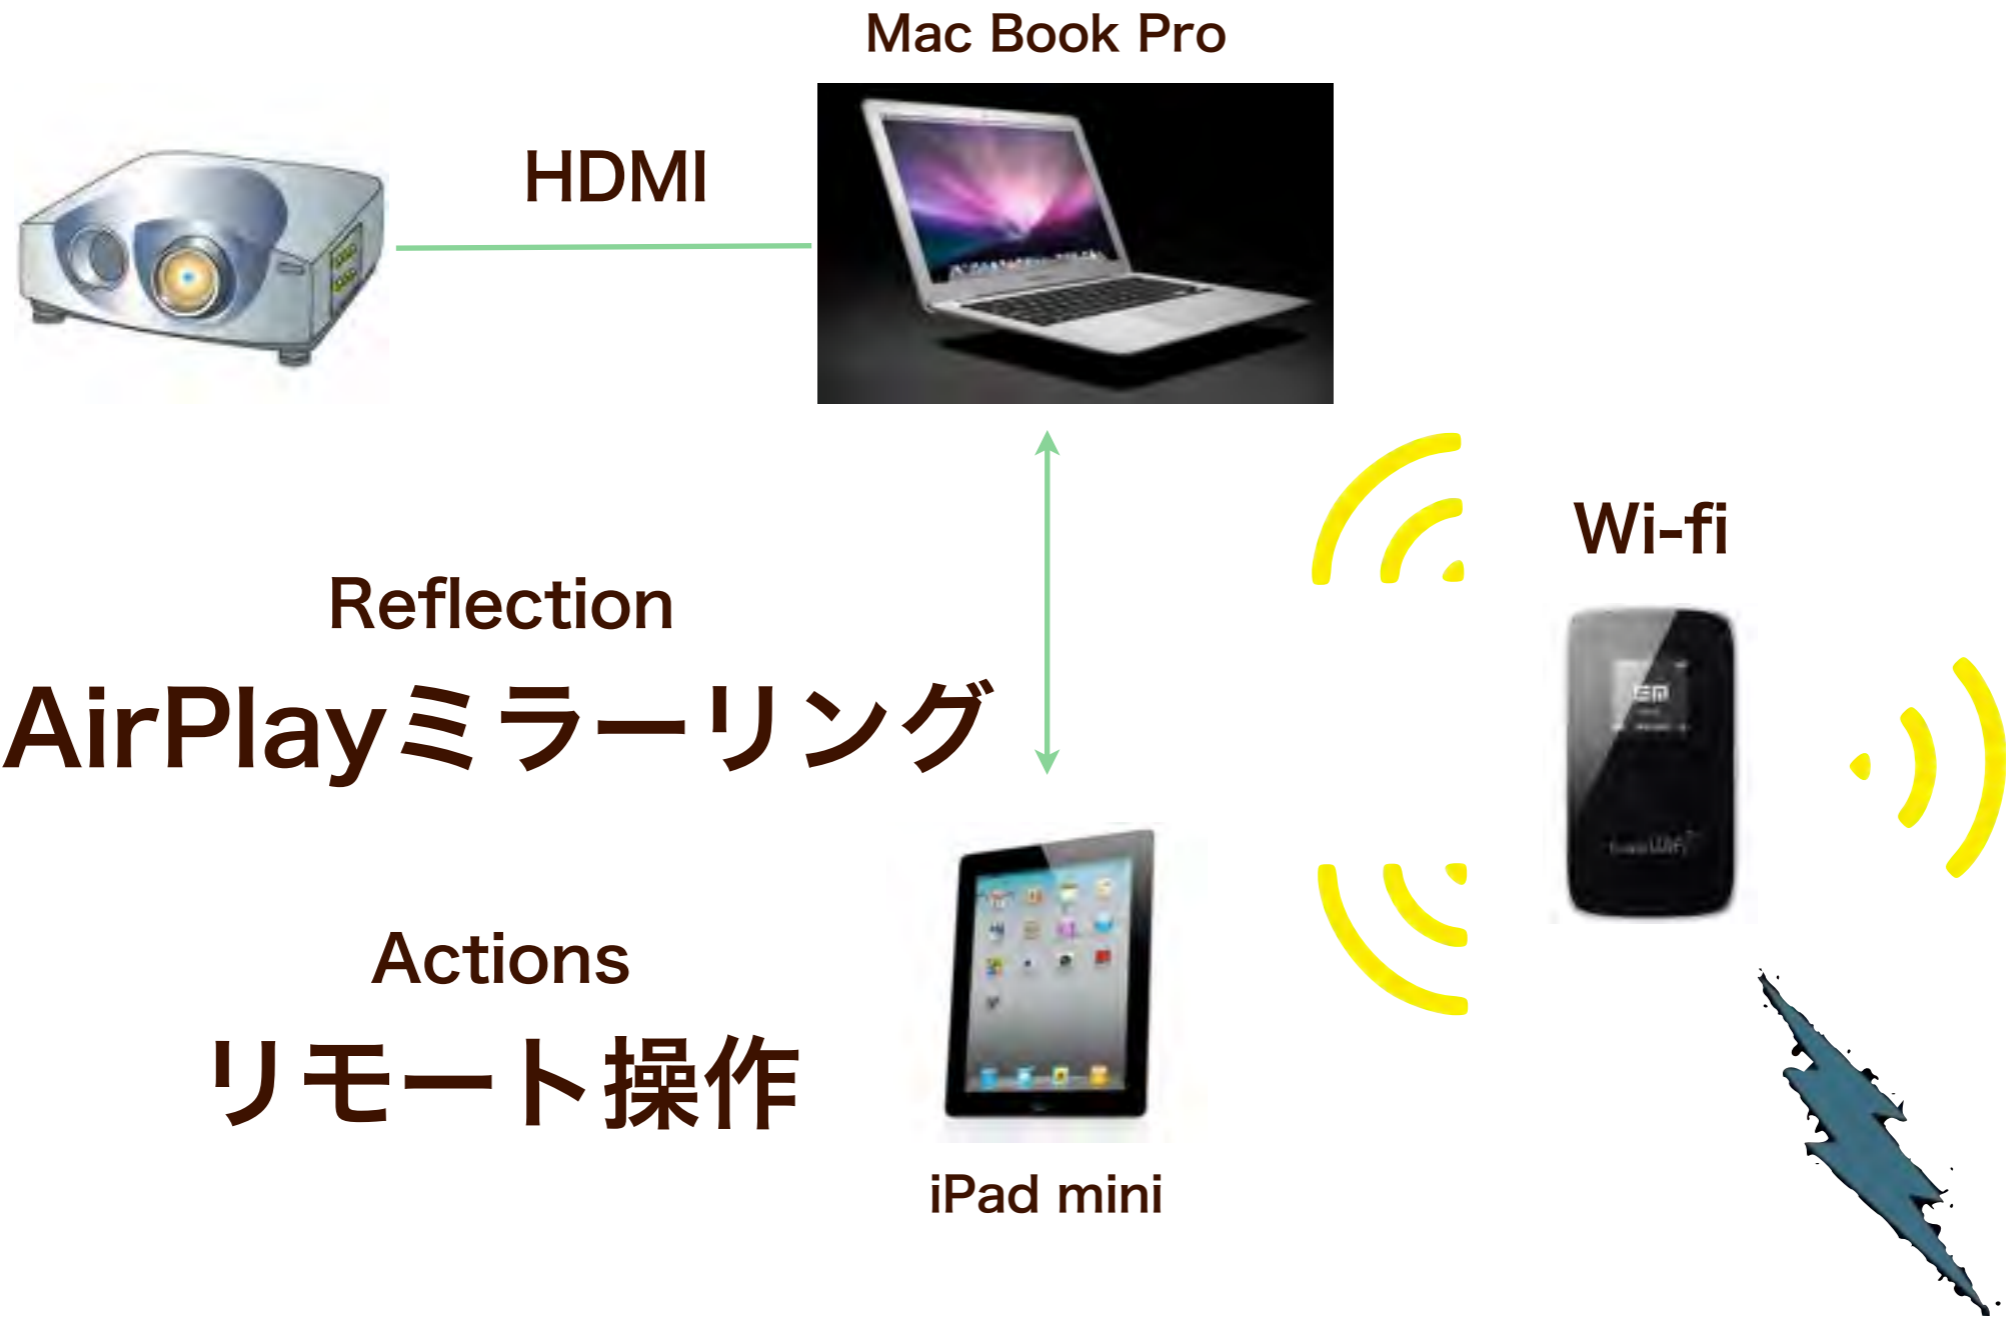 Mac Book Pro
HDMI
Wi-fi
Reflection
AirPlayミラーリング
EM
Actions
リモート操作
iPad mini